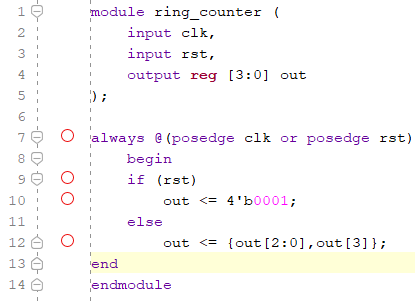 1 module ring_counter (
2 input clk,
3 input rst,
4 output reg [3:0] out
5 );
6
7 always @(posedge clk or posedge rst)
8 begin
9 if (rst)
10 out <= 4'b0001;
11 else
12 out <= {out[2:0],out[3]};
13 end
14 endmodule